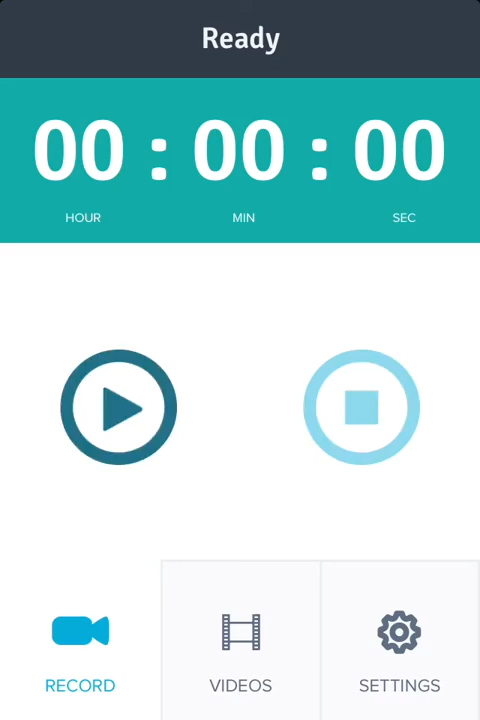 Ready
00 : 00 : 00
HOUR MIN SEC
RECORD VIDEOS SETTINGS